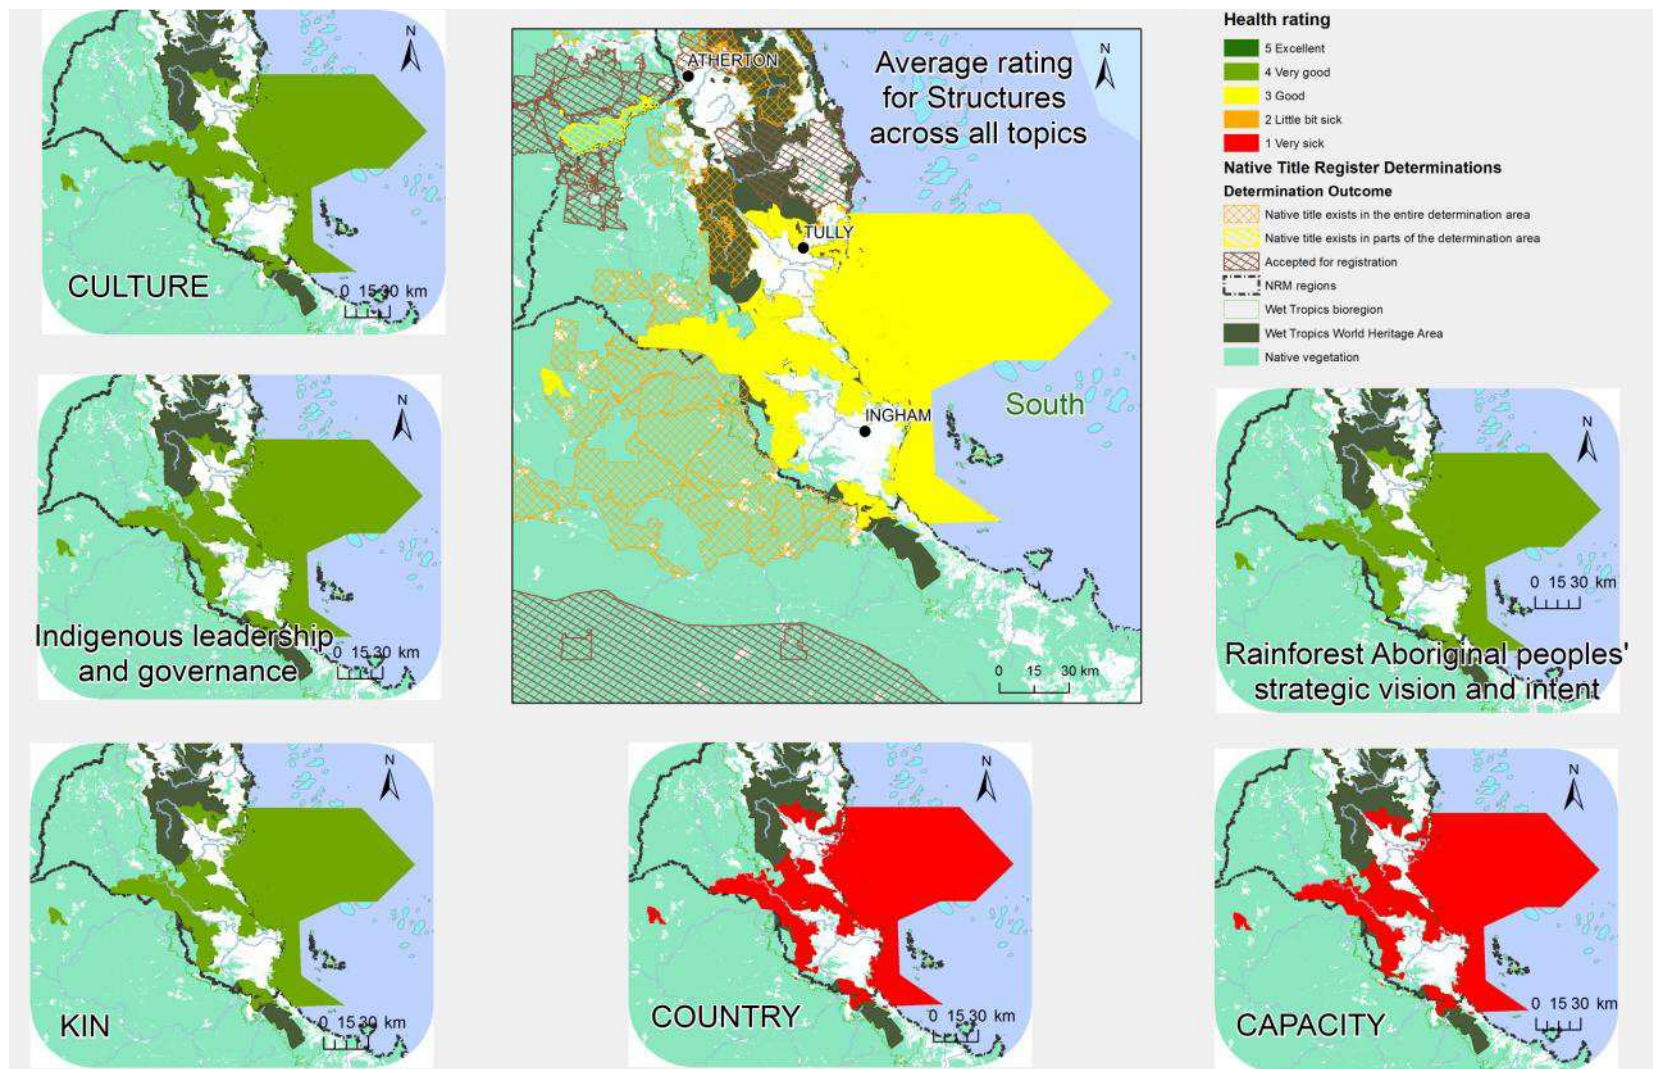 N
CULTURE
0 15 30 km
ATHERTON
Average rating
for Structures
across all topics
N
TULLY
INGHAM
South
0 15 30 km
Health rating
5 Excellent
4 Very good
3 Good
2 Little bit sick
1 Very sick
Native Title Register Determinations
Determination Outcome
Native title exists in the entire determination area
Native title exists in parts of the determination area
Accepted for registration
NRM regions
Wet Tropics bioregion
Wet Tropics World Heritage Area
Native vegetation
N
Indigenous leadership
and governance
0 15 30 km
N
0 15 30 km
Rainforest Aboriginal peoples'
strategic vision and intent
N
KIN
0 15 30 km
N
COUNTRY
0 15 30 km
N
CAPACITY
0 15 30 km